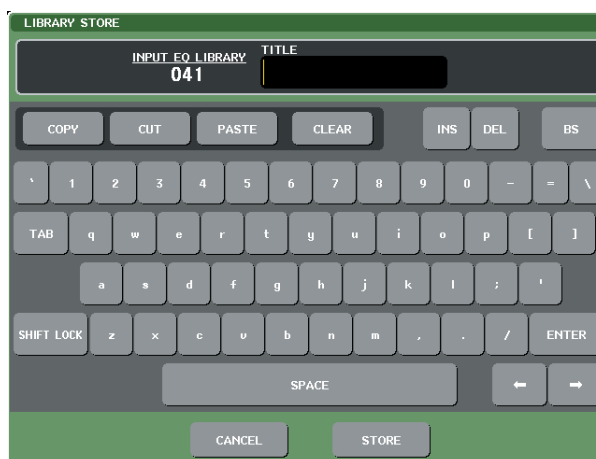 LIBRARY STORE
INPUT EQ LIBRARY TITLE
041
COPY CUT PASTE CLEAR INS DEL BS
` 1 2 3 4 5 6 7 8 9 0 - = \
TAB q w e r t y u i o p [ ]
a s d f g h j k l ; '
SHIFT LOCK z x c v b n m , . / ENTER
SPACE ← →
CANCEL STORE